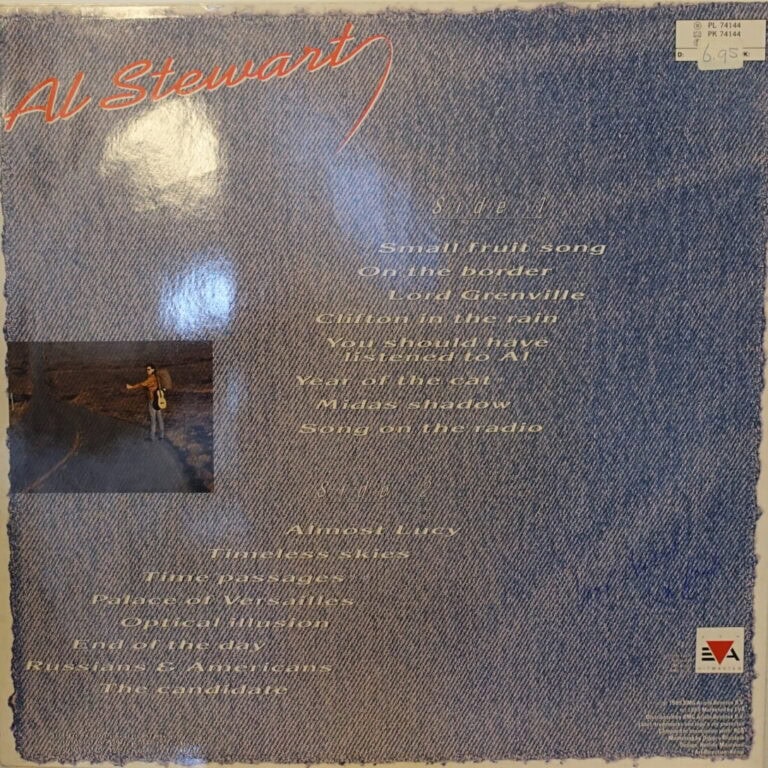 Al Stewart
PL 74144
PK 74144
6.95
Side 1
Small fruit song
On the border
Lord Grenville
Clifton in the rain
You should have
listened to Al
Year of the cat
Midas shadow
Song on the radio
Side 2
Almost Lucy
Timeless skies
Time passages
Palace of Versailles
Optical illusion
End of the day
Russians & Americans
The candidate
EVA